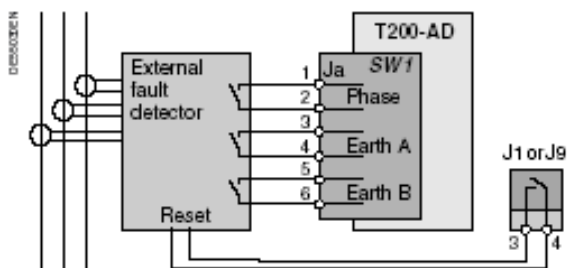 T200-AD
External
fault
detector
1
2
3
4
5
6
Ja
SW1
Phase
Earth A
Earth B
Reset
J1 or J9
3
4